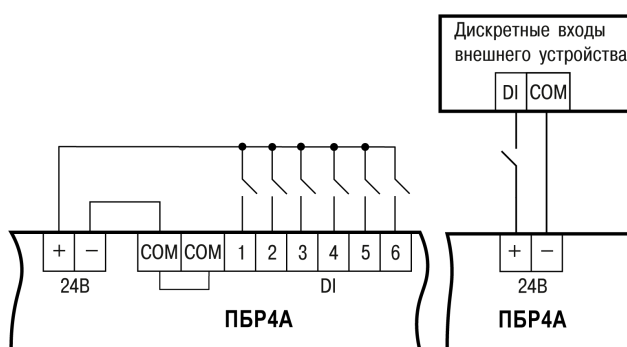 Дискретные входы
внешнего устройства
DI COM
+ − COM COM 1 2 3 4 5 6
24В DI
ПБР4А
+ −
24В
ПБР4А